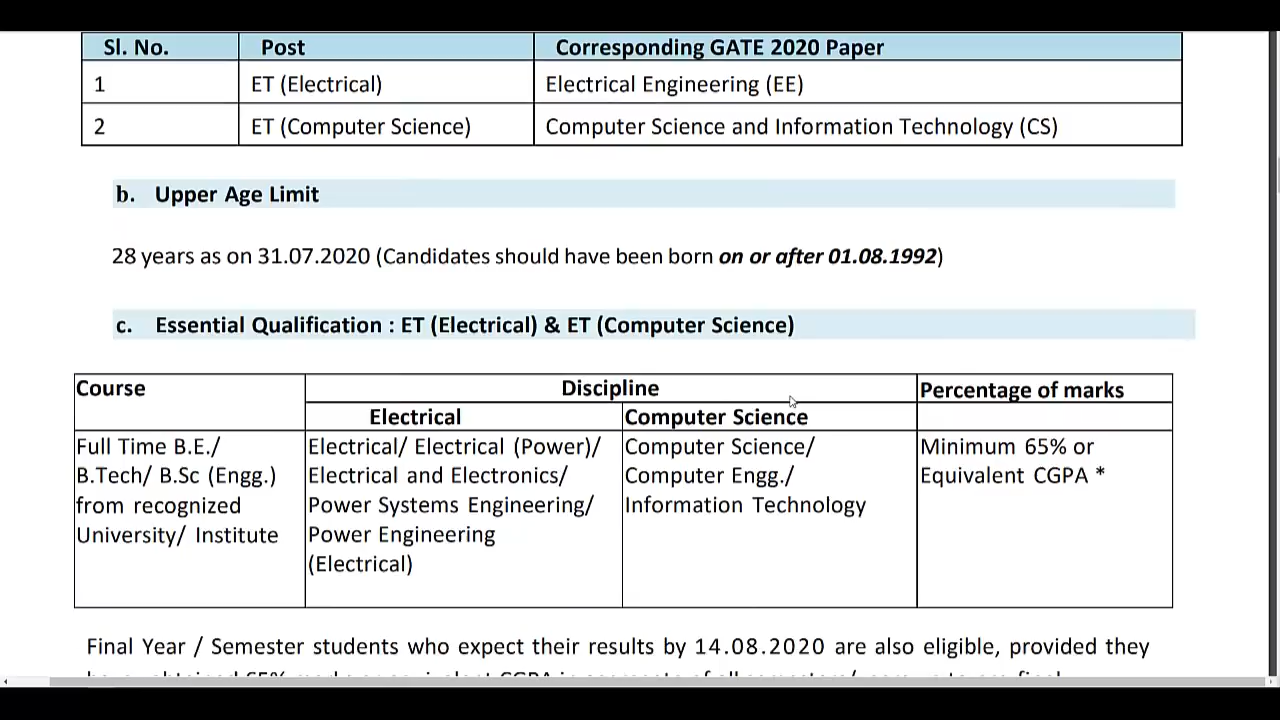 Sl. No. Post Corresponding GATE 2020 Paper
1 ET (Electrical) Electrical Engineering (EE)
2 ET (Computer Science) Computer Science and Information Technology (CS)
b. Upper Age Limit
28 years as on 31.07.2020 (Candidates should have been born on or after 01.08.1992)
c. Essential Qualification : ET (Electrical) & ET (Computer Science)
Course Discipline Percentage of marks
Electrical Computer Science
Full Time B.E./ Electrical/ Electrical (Power)/ Computer Science/ Minimum 65% or
B.Tech/ B.Sc (Engg.) Electrical and Electronics/ Computer Engg./ Equivalent CGPA *
from recognized Power Systems Engineering/ Information Technology
University/ Institute Power Engineering
(Electrical)
Final Year / Semester students who expect their results by 14.08.2020 are also eligible, provided they